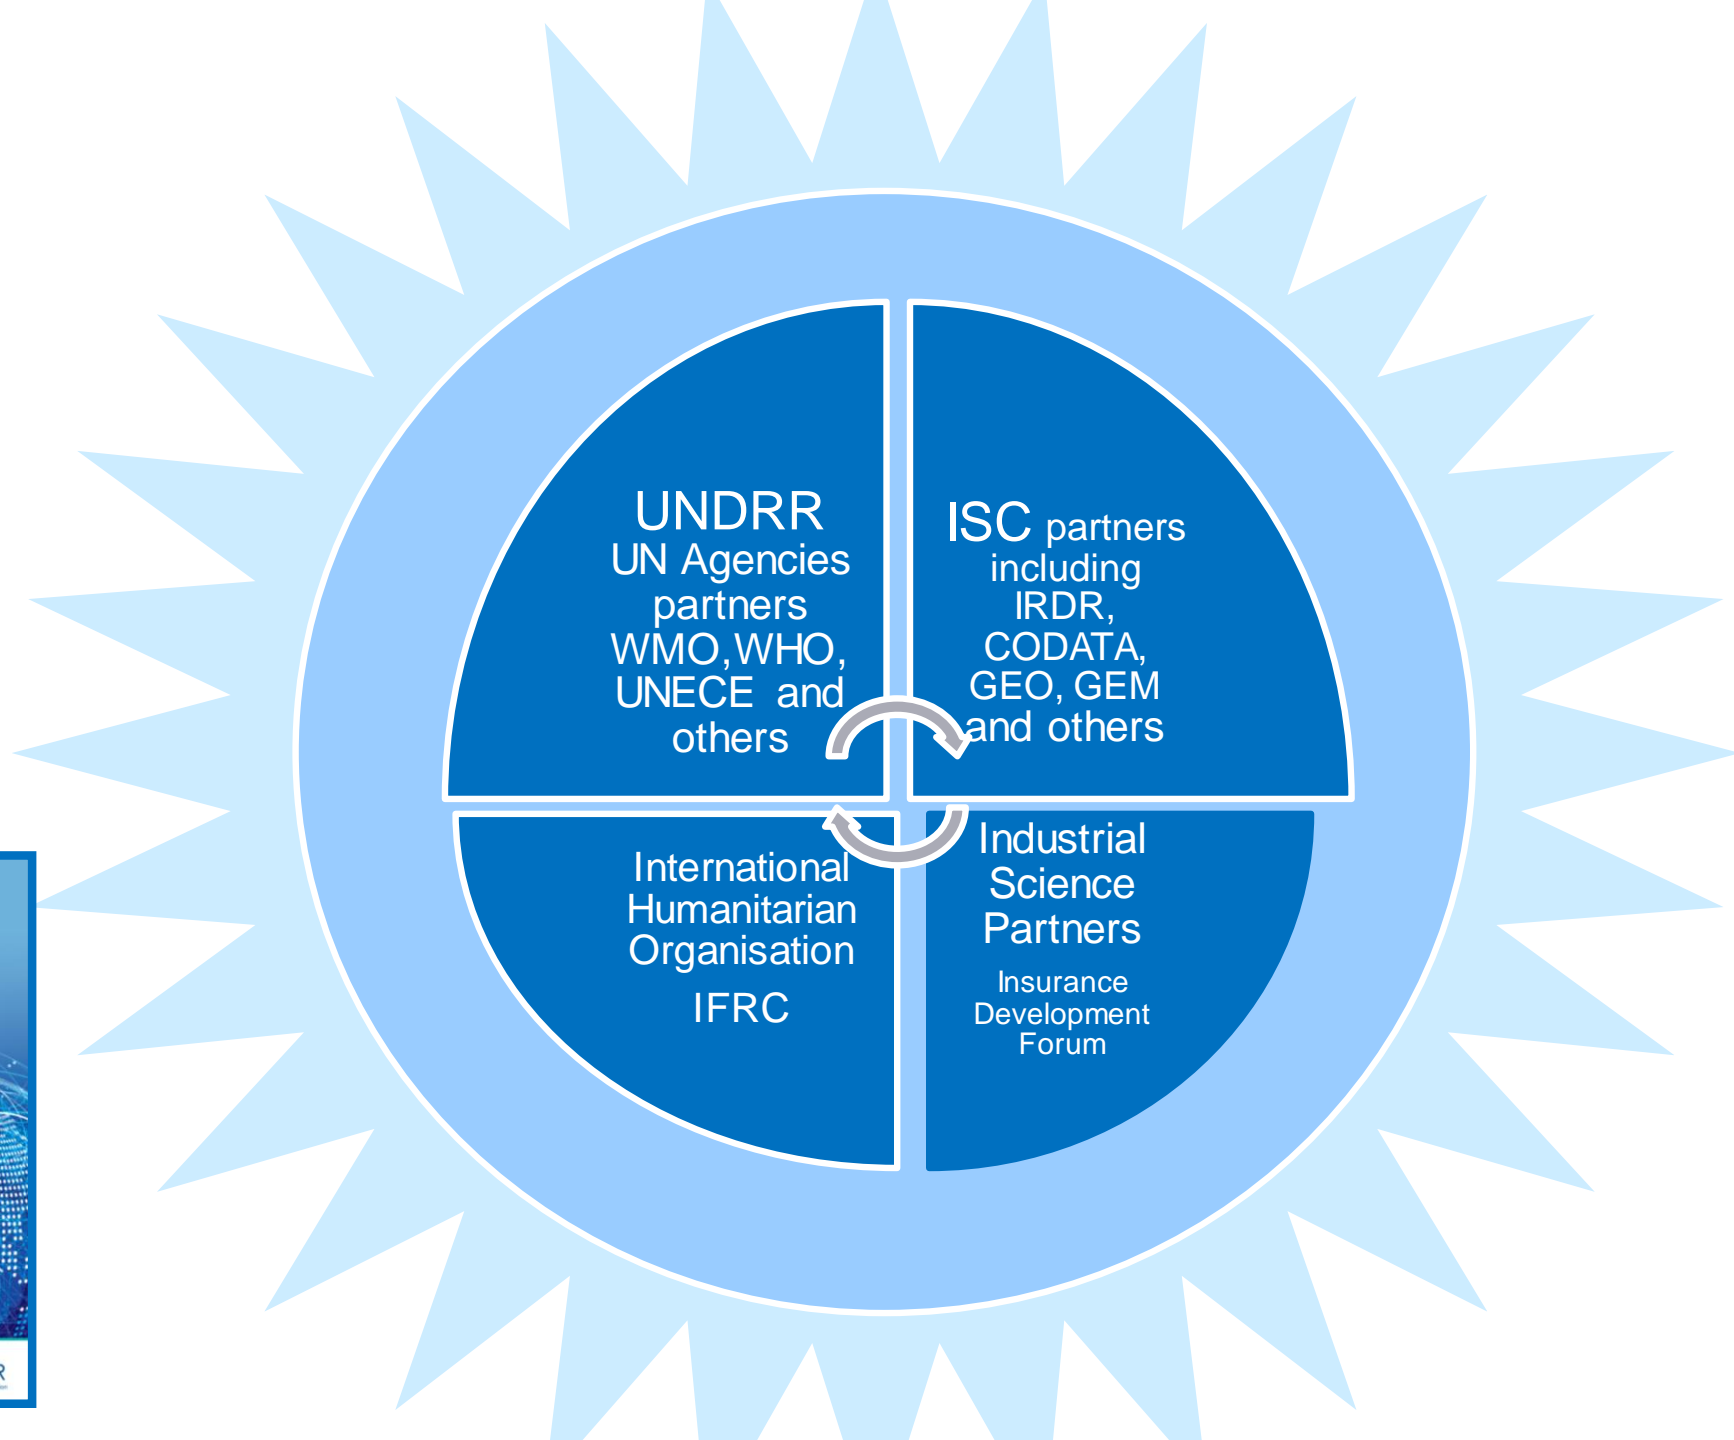 UNDRR
UN Agencies
partners
WMO, WHO,
UNECE and
others
ISC partners
including
IRDR,
CODATA,
GEO, GEM
and others
International
Humanitarian
Organisation
IFRC
Industrial
Science
Partners
Insurance
Development
Forum
R